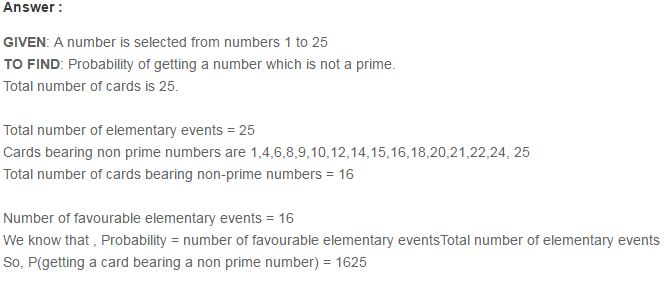 Answer :
GIVEN: A number is selected from numbers 1 to 25
TO FIND: Probability of getting a number which is not a prime.
Total number of cards is 25.
Total number of elementary events = 25
Cards bearing non prime numbers are 1,4,6,8,9,10,12,14,15,16,18,20,21,22,24, 25
Total number of cards bearing non-prime numbers = 16
Number of favourable elementary events = 16
We know that , Probability = number of favourable elementary eventsTotal number of elementary events
So, P(getting a card bearing a non prime number) = 1625